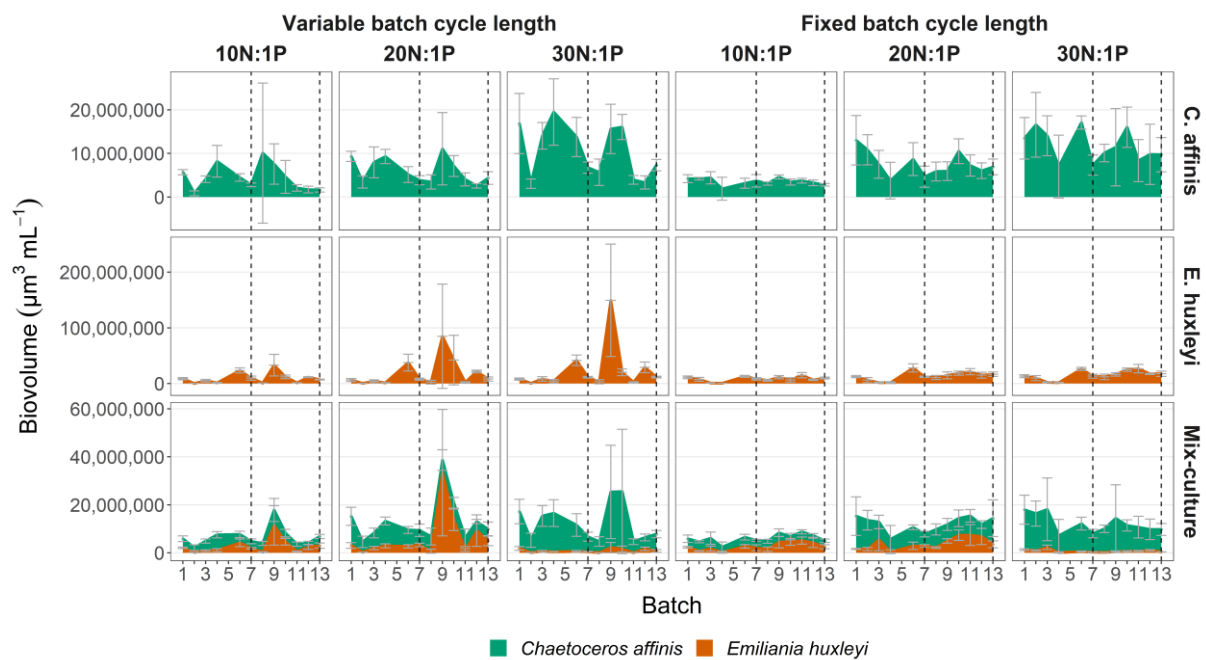 Variable batch cycle length Fixed batch cycle length
10N:1P 20N:1P 30N:1P 10N:1P 20N:1P 30N:1P
20,000,000
10,000,000
0
C. affinis
200,000,000
100,000,000
0
E. huxleyi
60,000,000
40,000,000
20,000,000
0
Mix-culture
Biovolume (µm³ mL⁻¹)
1 3 5 7 9 11 13 1 3 5 7 9 11 13 1 3 5 7 9 11 13 1 3 5 7 9 11 13 1 3 5 7 9 11 13 1 3 5 7 9 11 13
Batch
Chaetoceros affinis Emiliania huxleyi